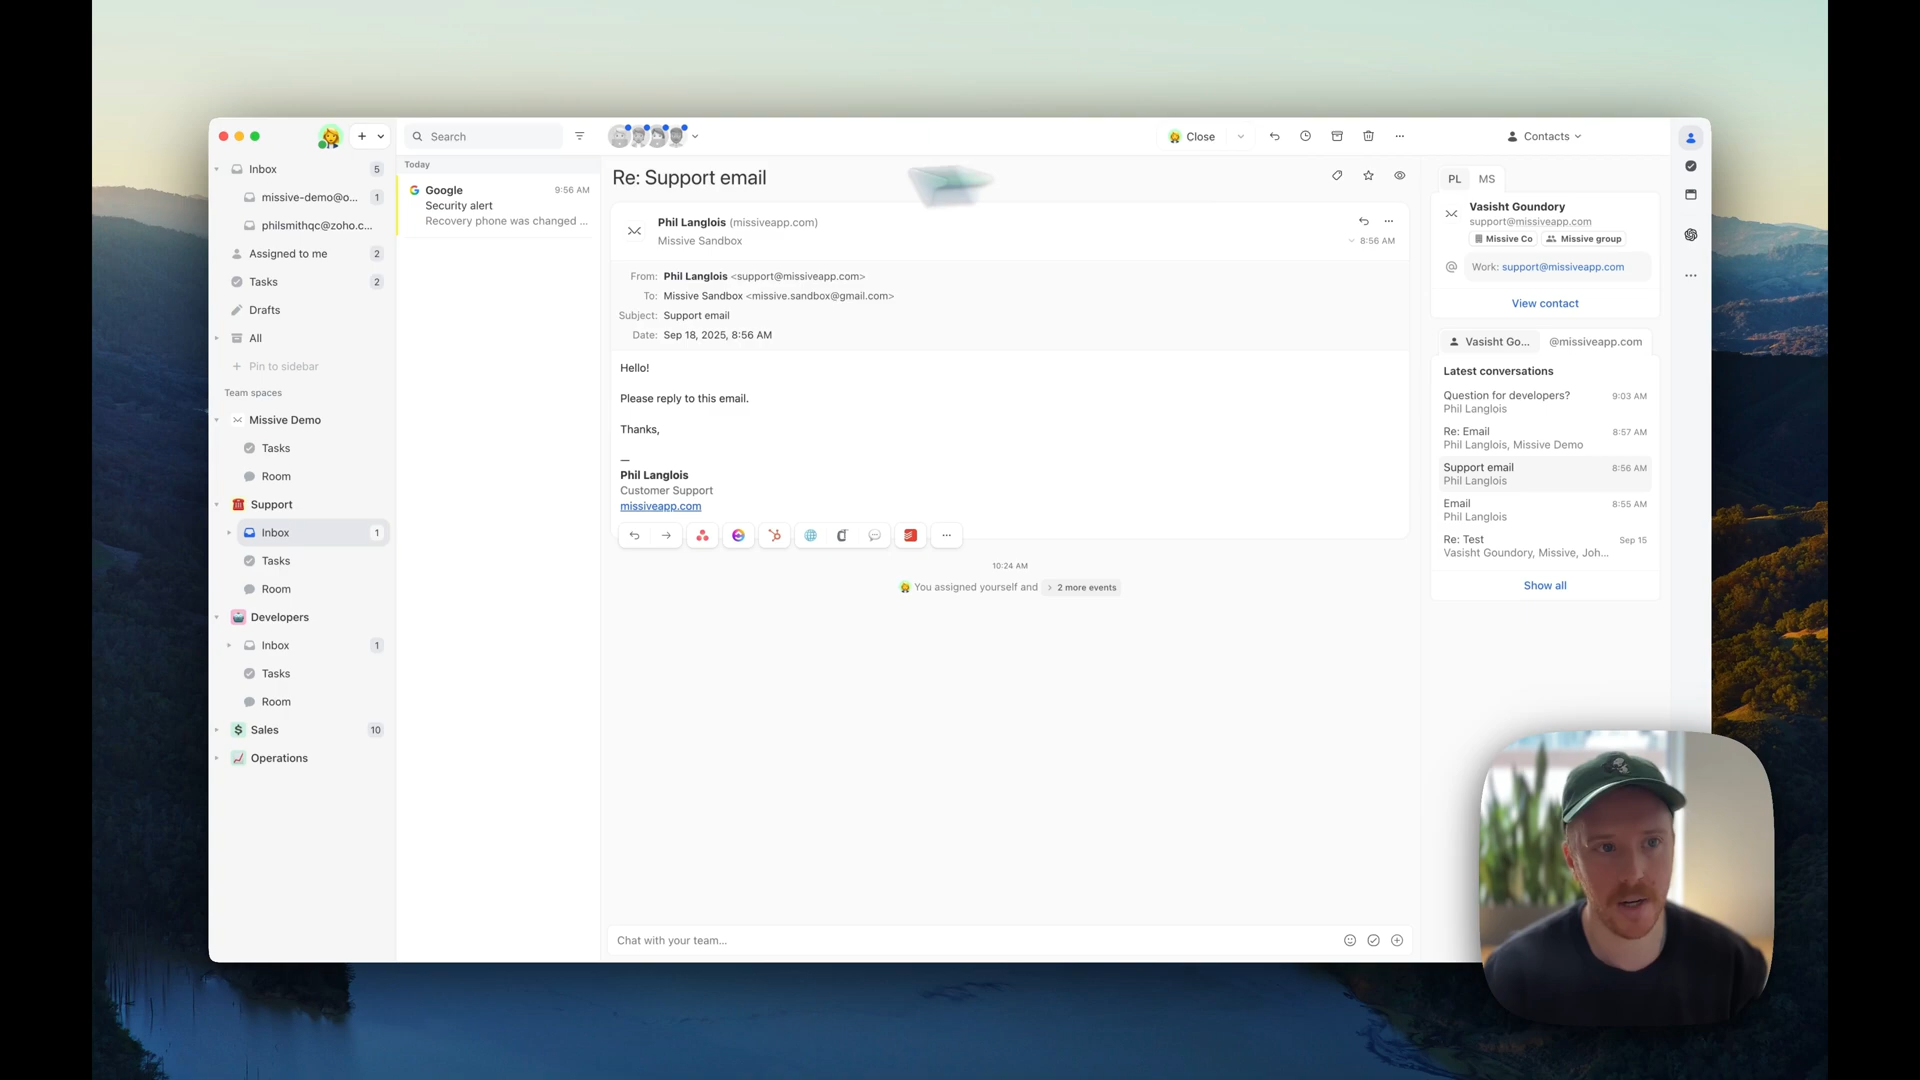 Search
Close
Contacts
Inbox 5
missive-demo@o... 1
philsmithqc@zoho.c...
Assigned to me 2
Tasks 2
Drafts
All
Pin to sidebar
Team spaces
Missive Demo
Tasks
Room
Support
Inbox 1
Tasks
Room
Developers
Inbox 1
Tasks
Room
Sales 10
Operations
Today
Google 9:56 AM
Security alert
Recovery phone was changed ...
Re: Support email
Phil Langlois (missiveapp.com)
Missive Sandbox 8:56 AM
From: Phil Langlois <support@missiveapp.com>
To: Missive Sandbox <missive.sandbox@gmail.com>
Subject: Support email
Date: Sep 18, 2025, 8:56 AM
Hello!
Please reply to this email.
Thanks,
—
Phil Langlois
Customer Support
missiveapp.com
10:24 AM
You assigned yourself and 2 more events
Chat with your team...
PL MS
Vasisht Goundory
support@missiveapp.com
Missive Co Missive group
Work: support@missiveapp.com
View contact
Vasisht Go... @missiveapp.com
Latest conversations
Question for developers? 9:03 AM
Phil Langlois
Re: Email 8:57 AM
Phil Langlois, Missive Demo
Support email 8:56 AM
Phil Langlois
Email 8:55 AM
Phil Langlois
Re: Test Sep 15
Vasisht Goundory, Missive, Joh...
Show all